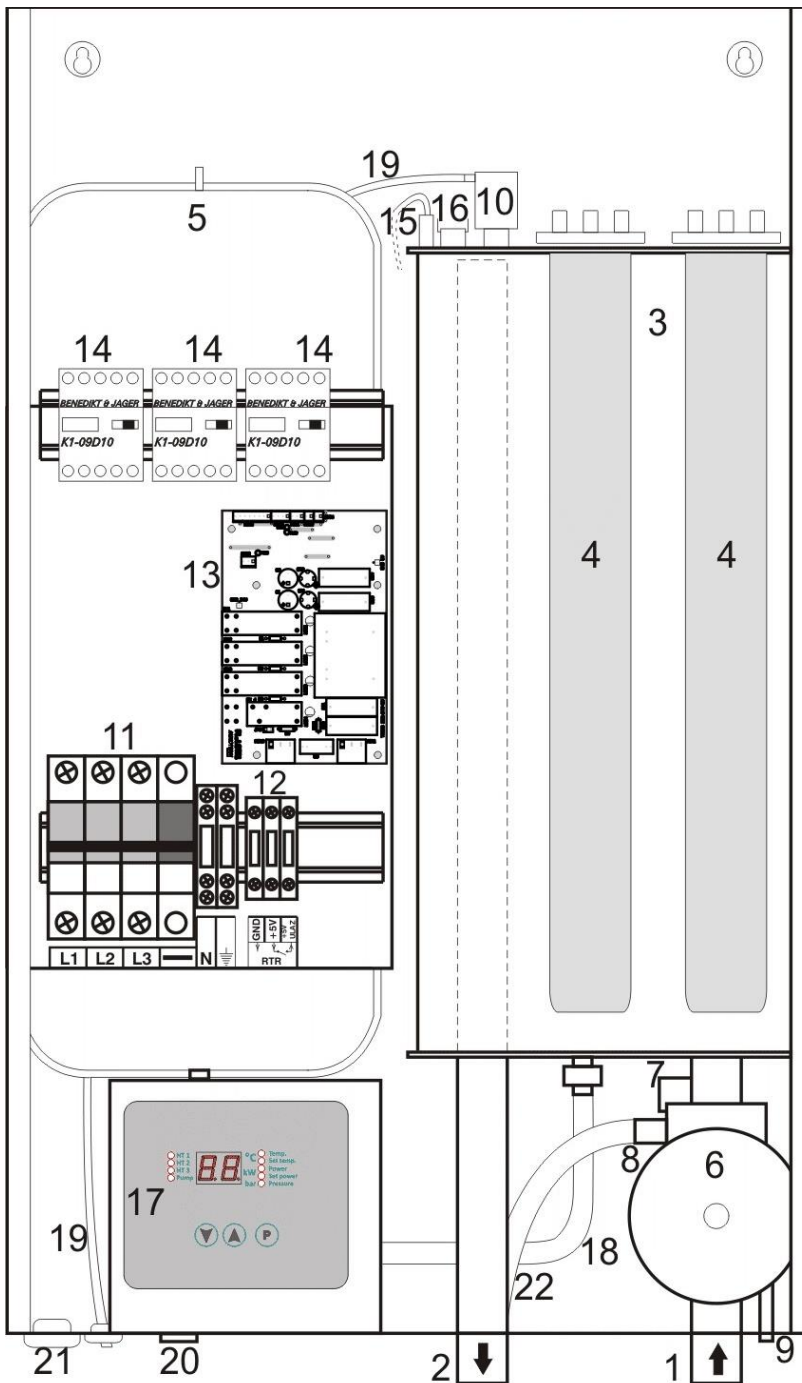 19
5
15
16
10
3
14
14
14
BENEDIKT & JAGER
BENEDIKT & JAGER
BENEDIKT & JAGER
K1-09D10
K1-09D10
K1-09D10
13
4
4
11
12
GND
+5V
+5V
ULAZ
L1
L2
L3
N
RTR
7
8
6
HT 1
HT 2
HT 3
Pump
88
°C
kW
bar
Temp.
Set temp.
Power
Set power
Pressure
17
P
19
18
22
21
20
2
1
9